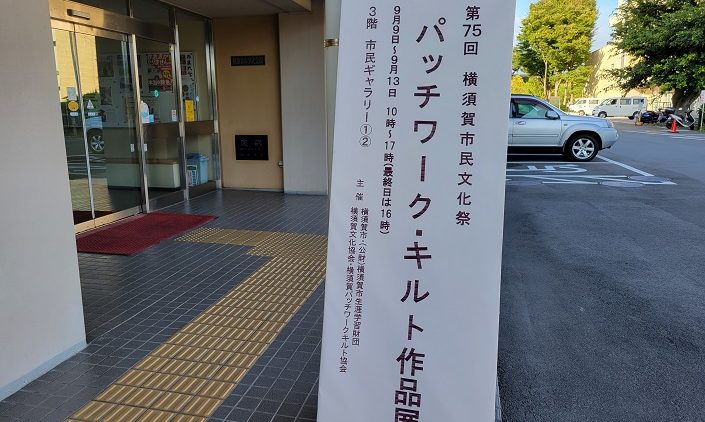 第75回 横須賀市民文化祭
パッチワーク・キルト作品展
9月9日～9月13日 10時～17時(最終日は16時)
3階 市民ギャラリー①②
主催 横須賀市・(公財)横須賀市生涯学習財団
横須賀文化協会・横須賀パッチワークキルト協会